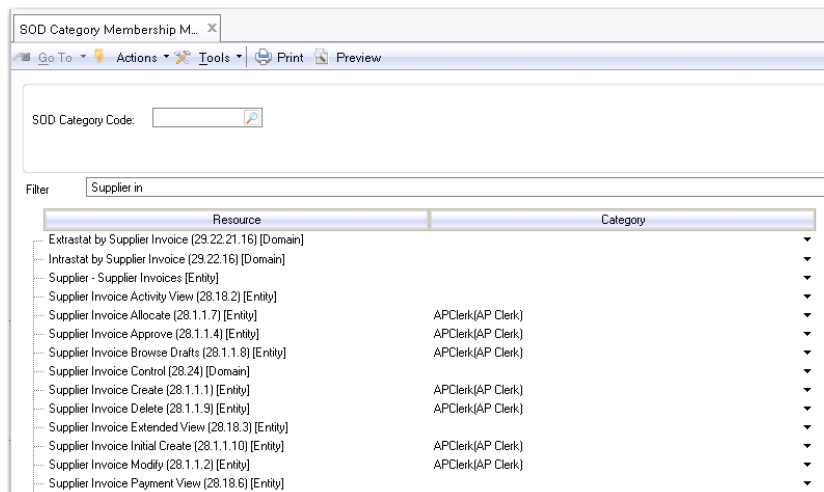 SOD Category Membership M...
Go To Actions Tools Print Preview
SOD Category Code:
Filter Supplier in
Resource Category
Extrastat by Supplier Invoice (29.22.21.16) [Domain]
Intrastat by Supplier Invoice (29.22.16) [Domain]
Supplier - Supplier Invoices [Entity]
Supplier Invoice Activity View (28.18.2) [Entity]
Supplier Invoice Allocate (28.1.1.7) [Entity] APClerk(AP Clerk)
Supplier Invoice Approve (28.1.1.4) [Entity] APClerk(AP Clerk)
Supplier Invoice Browse Drafts (28.1.1.8) [Entity] APClerk(AP Clerk)
Supplier Invoice Control (28.24) [Domain]
Supplier Invoice Create (28.1.1.1) [Entity] APClerk(AP Clerk)
Supplier Invoice Delete (28.1.1.9) [Entity] APClerk(AP Clerk)
Supplier Invoice Extended View (28.18.3) [Entity]
Supplier Invoice Initial Create (28.1.1.10) [Entity] APClerk(AP Clerk)
Supplier Invoice Modify (28.1.1.2) [Entity] APClerk(AP Clerk)
Supplier Invoice Payment View (28.18.6) [Entity]